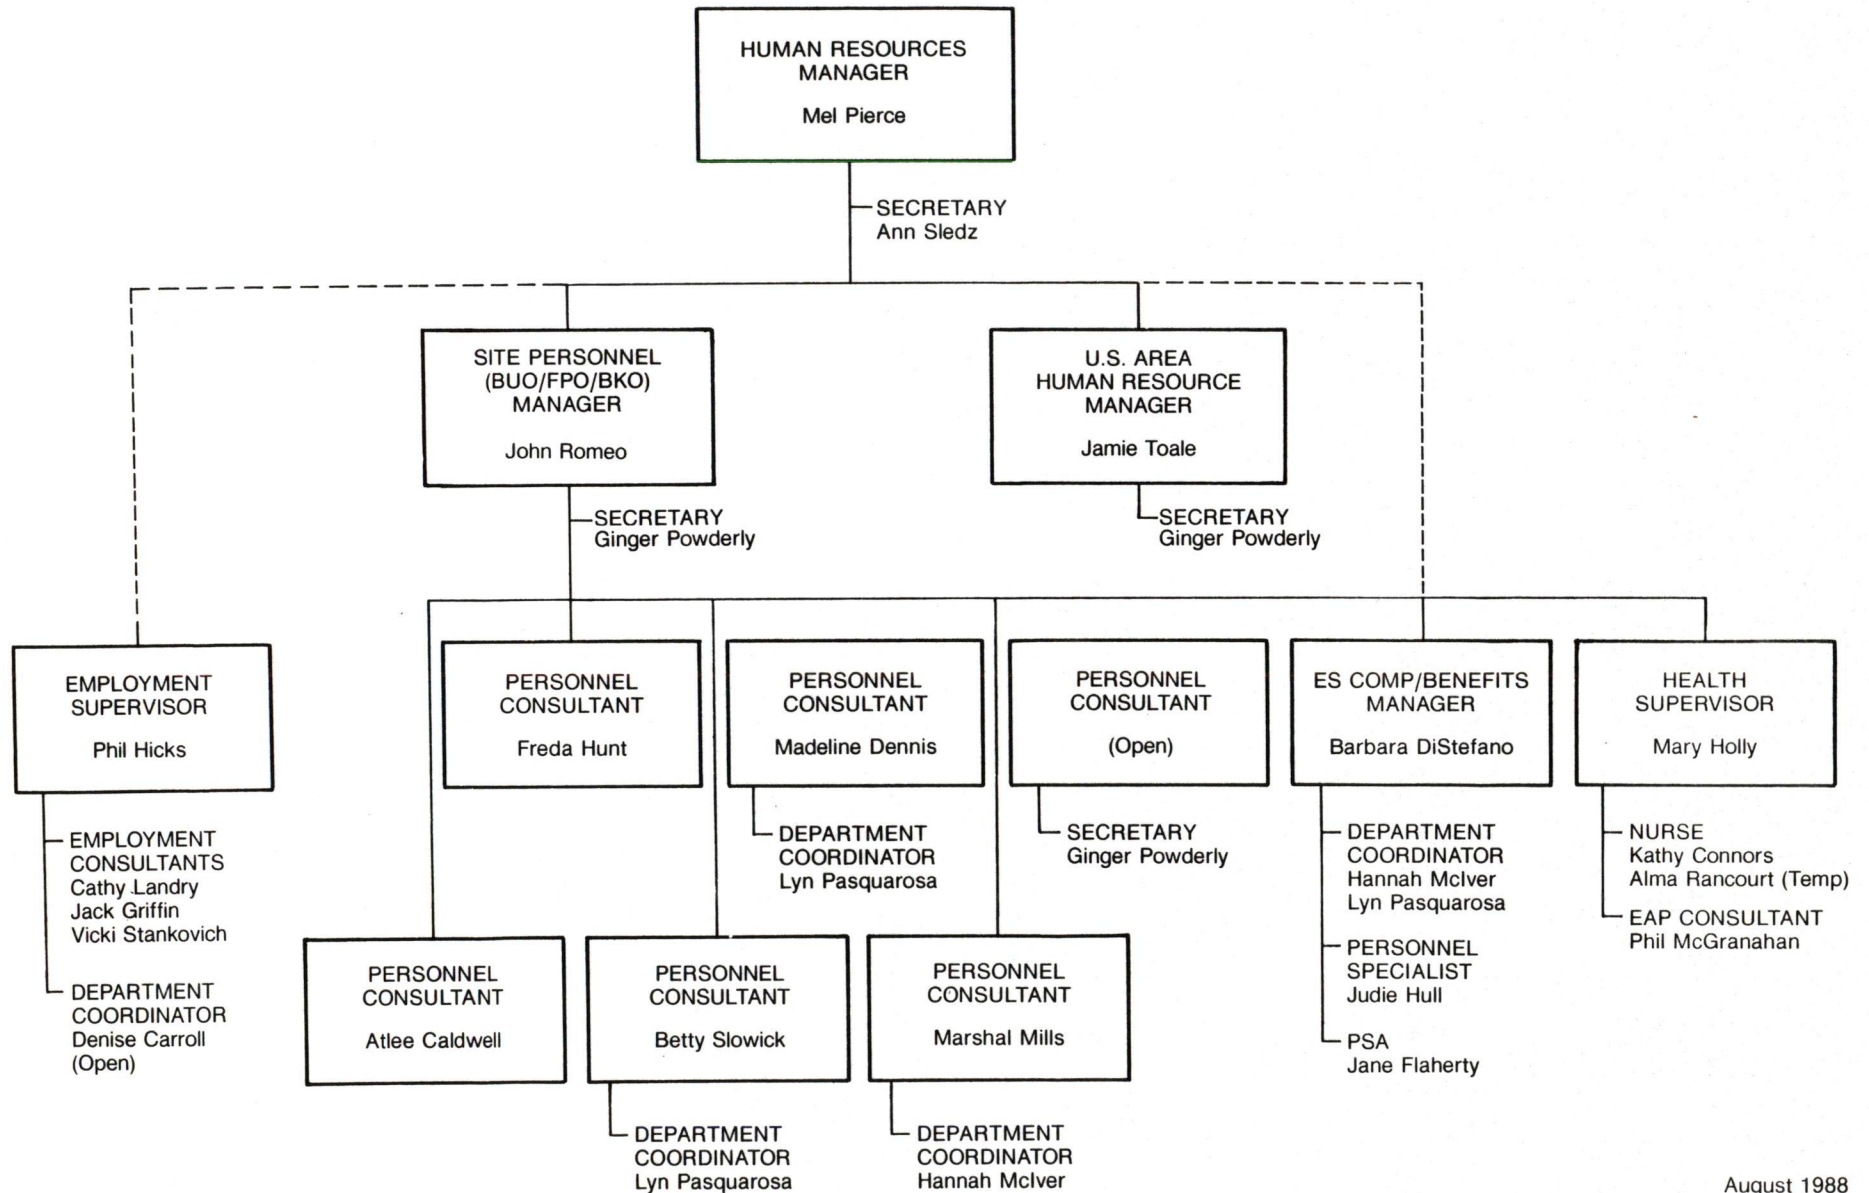 HUMAN RESOURCES
MANAGER
Mel Pierce
SECRETARY
Ann Sledz
SITE PERSONNEL
(BUO/FPO/BKO)
MANAGER
John Romeo
SECRETARY
Ginger Powderly
U.S. AREA
HUMAN RESOURCE
MANAGER
Jamie Toale
SECRETARY
Ginger Powderly
EMPLOYMENT
SUPERVISOR
Phil Hicks
EMPLOYMENT
CONSULTANTS
Cathy Landry
Jack Griffin
Vicki Stankovich
DEPARTMENT
COORDINATOR
Denise Carroll
(Open)
PERSONNEL
CONSULTANT
Freda Hunt
PERSONNEL
CONSULTANT
Madeline Dennis
DEPARTMENT
COORDINATOR
Lyn Pasquarosa
PERSONNEL
CONSULTANT
(Open)
SECRETARY
Ginger Powderly
ES COMP/BENEFITS
MANAGER
Barbara DiStefano
DEPARTMENT
COORDINATOR
Hannah McIver
Lyn Pasquarosa
PERSONNEL
SPECIALIST
Judie Hull
PSA
Jane Flaherty
HEALTH
SUPERVISOR
Mary Holly
NURSE
Kathy Connors
Alma Rancourt (Temp)
EAP CONSULTANT
Phil McGranahan
PERSONNEL
CONSULTANT
Atlee Caldwell
PERSONNEL
CONSULTANT
Betty Slowick
DEPARTMENT
COORDINATOR
Lyn Pasquarosa
PERSONNEL
CONSULTANT
Marshal Mills
DEPARTMENT
COORDINATOR
Hannah McIver
August 1988